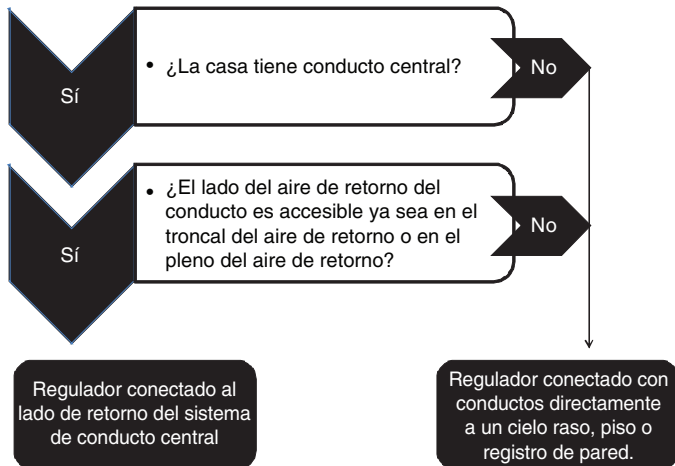 Sí
• ¿La casa tiene conducto central?
No
Sí
• ¿El lado del aire de retorno del
conducto es accesible ya sea en el
troncal del aire de retorno o en el
pleno del aire de retorno?
No
Regulador conectado al
lado de retorno del sistema
de conducto central
Regulador conectado con
conductos directamente
a un cielo raso, piso o
registro de pared.